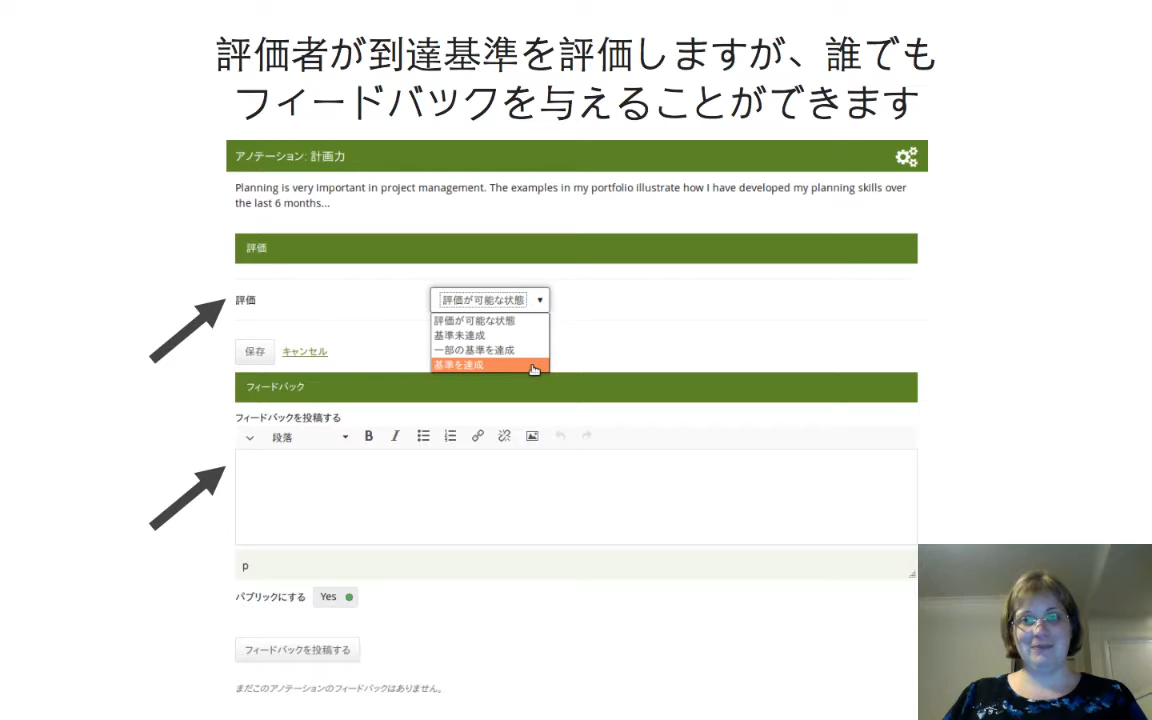 評価者が到達基準を評価しますが、誰でも
フィードバックを与えることができます
アノテーション: 計画力
Planning is very important in project management. The examples in my portfolio illustrate how I have developed my planning skills over
the last 6 months...
評価
評価
評価が可能な状態
評価が可能な状態
基準未達成
一部の基準を達成
基準を達成
保存 キャンセル
フィードバック
フィードバックを投稿する
段落 B I
p
パブリックにする Yes
フィードバックを投稿する
まだこのアノテーションのフィードバックはありません。